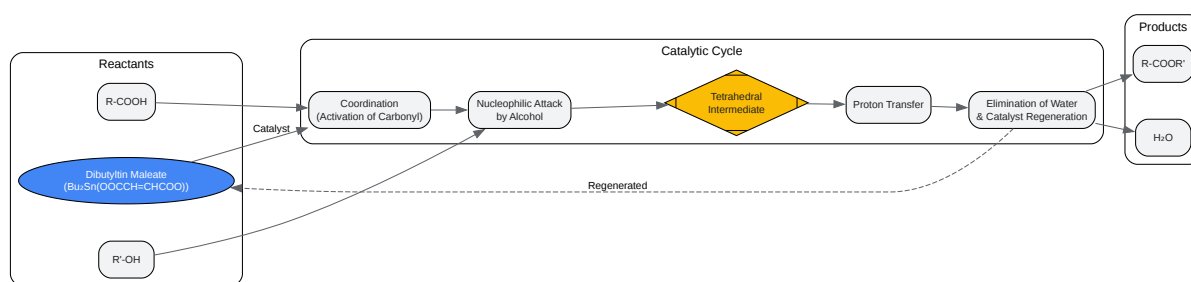 Reactants
R-COOH
Dibutyltin Maleate
(Bu₂Sn(OOCCH=CHCOO))
R'-OH
Catalyst
Catalytic Cycle
Coordination
(Activation of Carbonyl)
Nucleophilic Attack
by Alcohol
Tetrahedral
Intermediate
Proton Transfer
Elimination of Water
& Catalyst Regeneration
Regenerated
Products
R-COOR'
H₂O